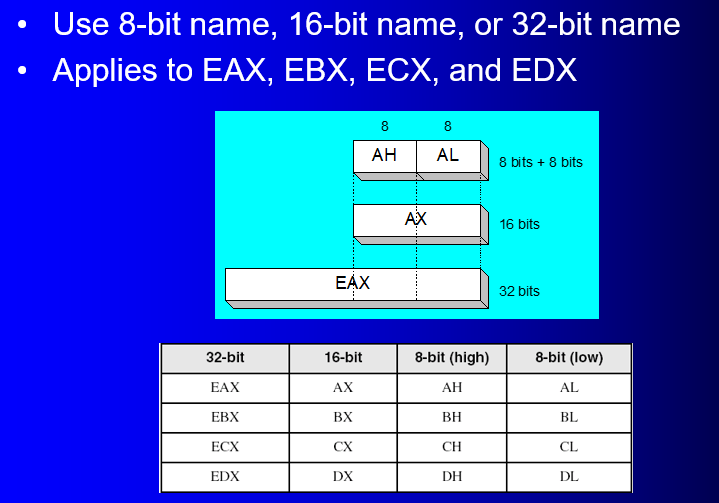 • Use 8-bit name, 16-bit name, or 32-bit name
• Applies to EAX, EBX, ECX, and EDX
8 8
AH AL 8 bits + 8 bits
AX 16 bits
EAX 32 bits
32-bit 16-bit 8-bit (high) 8-bit (low)
EAX AX AH AL
EBX BX BH BL
ECX CX CH CL
EDX DX DH DL